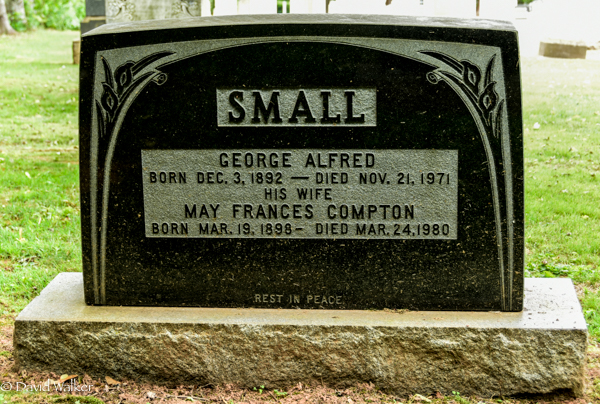 SMALL
GEORGE ALFRED
BORN DEC. 3, 1892 — DIED NOV. 21, 1971
HIS WIFE
MAY FRANCES COMPTON
BORN MAR. 19, 1898 - DIED MAR. 24, 1980
REST IN PEACE
© David Walker